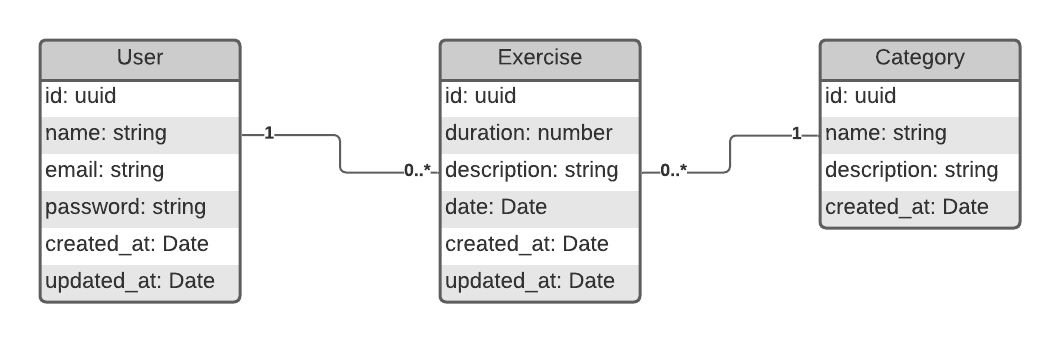 User
id: uuid
name: string
email: string
password: string
created_at: Date
updated_at: Date
1
0..*
Exercise
id: uuid
duration: number
description: string
date: Date
created_at: Date
updated_at: Date
0..*
1
Category
id: uuid
name: string
description: string
created_at: Date